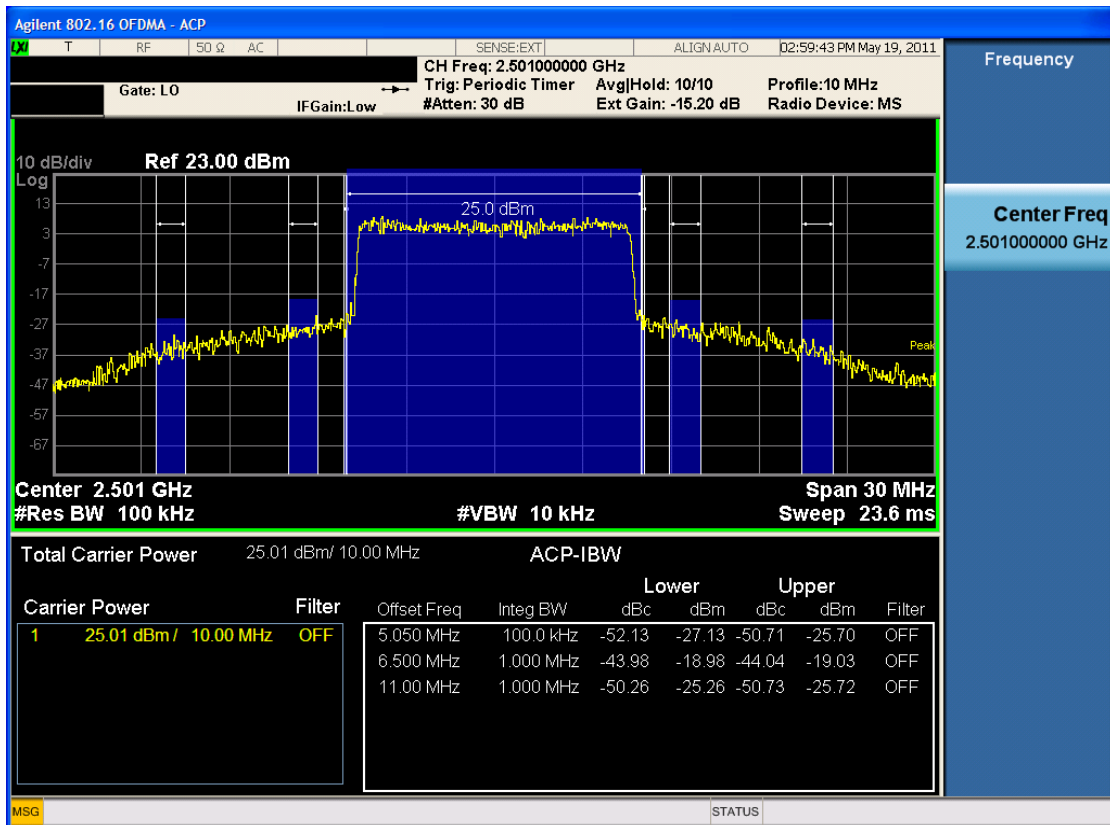 Agilent 802.16 OFDMA - ACP
LXI T RF 50 Ω AC SENSE:EXT ALIGN AUTO 02:59:43 PM May 19, 2011
CH Freq: 2.501000000 GHz
Gate: LO Trig: Periodic Timer Avg|Hold: 10/10 Profile:10 MHz
IFGain:Low #Atten: 30 dB Ext Gain: -15.20 dB Radio Device: MS
Frequency
Center Freq
2.501000000 GHz
10 dB/div Ref 23.00 dBm
Log
13
3
-7
-17
-27
-37
-47
-57
-67
25.0 dBm
Peak
Center 2.501 GHz Span 30 MHz
#Res BW 100 kHz #VBW 10 kHz Sweep 23.6 ms
Total Carrier Power 25.01 dBm/ 10.00 MHz ACP-IBW
Lower Upper
Carrier Power Filter Offset Freq Integ BW dBc dBm dBc dBm Filter
1 25.01 dBm / 10.00 MHz OFF 5.050 MHz 100.0 kHz -52.13 -27.13 -50.71 -25.70 OFF
6.500 MHz 1.000 MHz -43.98 -18.98 -44.04 -19.03 OFF
11.00 MHz 1.000 MHz -50.26 -25.26 -50.73 -25.72 OFF
MSG STATUS